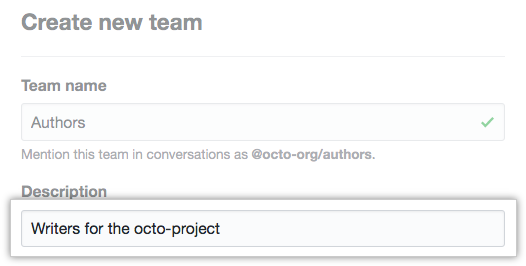 Create new team
Team name
Authors
Mention this team in conversations as @octo-org/authors.
Description
Writers for the octo-project